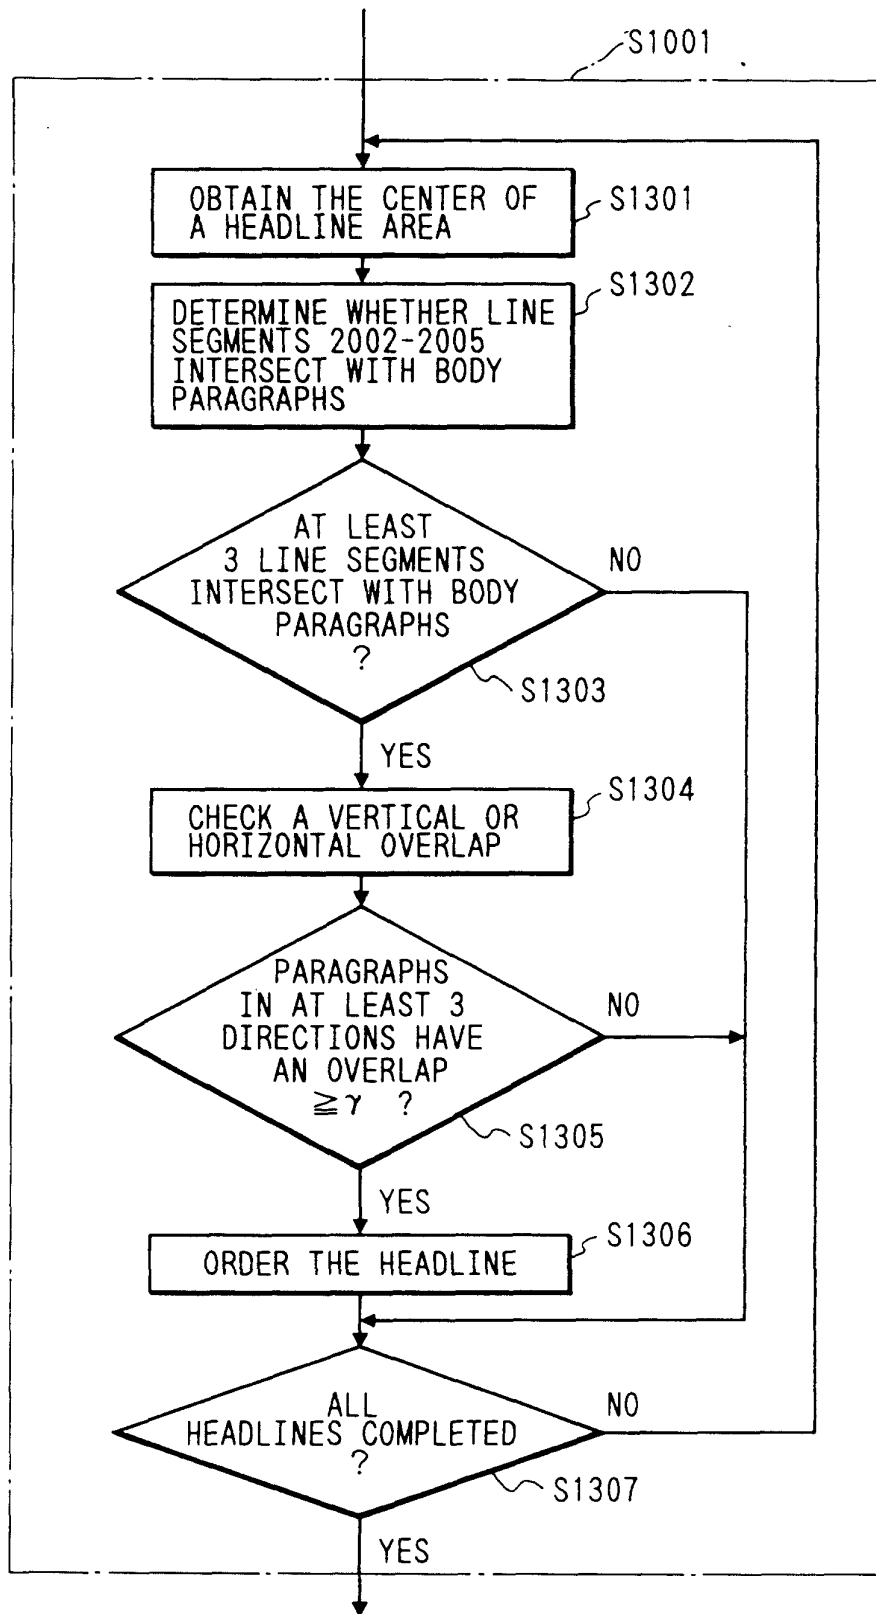 S1001
OBTAIN THE CENTER OF
A HEADLINE AREA
S1301
S1302
DETERMINE WHETHER LINE
SEGMENTS 2002-2005
INTERSECT WITH BODY
PARAGRAPHS
AT LEAST
3 LINE SEGMENTS
INTERSECT WITH BODY
PARAGRAPHS
?
NO
S1303
YES
S1304
CHECK A VERTICAL OR
HORIZONTAL OVERLAP
PARAGRAPHS
IN AT LEAST 3
DIRECTIONS HAVE
AN OVERLAP
≧γ ?
NO
S1305
YES
S1306
ORDER THE HEADLINE
ALL
HEADLINES COMPLETED
?
NO
S1307
YES